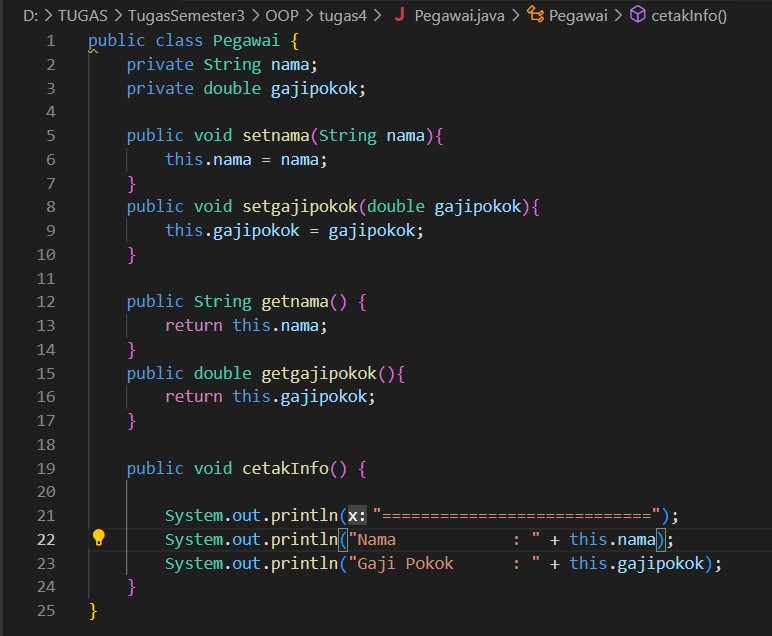 D: > TUGAS > TugasSemester3 > OOP > tugas4 > J Pegawai.java > Pegawai > cetakInfo()
1 public class Pegawai {
2     private String nama;
3     private double gajipokok;
4
5     public void setnama(String nama){
6         this.nama = nama;
7     }
8     public void setgajipokok(double gajipokok){
9         this.gajipokok = gajipokok;
10     }
11
12     public String getnama() {
13         return this.nama;
14     }
15     public double getgajipokok(){
16         return this.gajipokok;
17     }
18
19     public void cetakInfo() {
20
21         System.out.println(x: "============================");
22         System.out.println("Nama            : " + this.nama);
23         System.out.println("Gaji Pokok      : " + this.gajipokok);
24     }
25 }